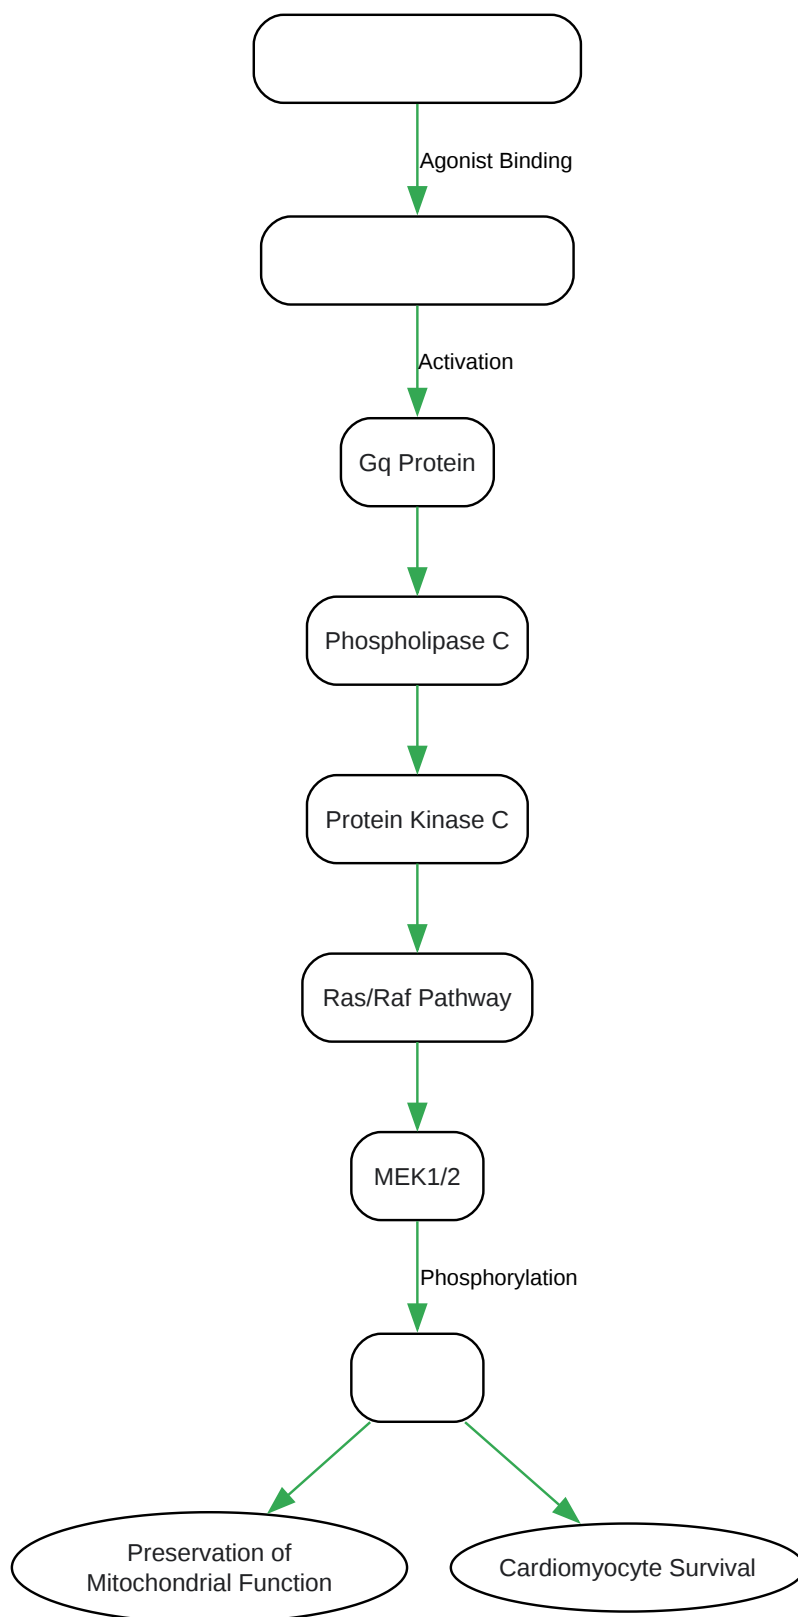 Agonist Binding
Activation
Gq Protein
Phospholipase C
Protein Kinase C
Ras/Raf Pathway
MEK1/2
Phosphorylation
Preservation of
Mitochondrial Function
Cardiomyocyte Survival